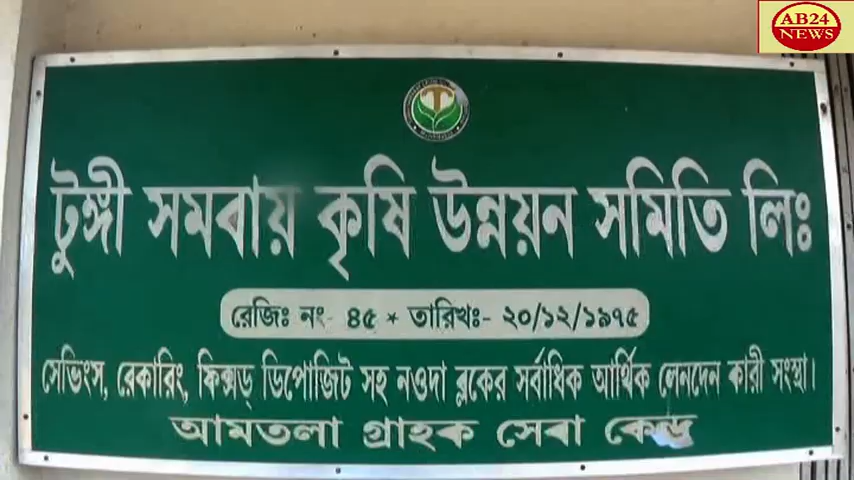 AB24
NEWS
টুঙ্গী সমবায় কৃষি উন্নয়ন সমিতি লিঃ
রেজিঃ নং- ৪৫ * তারিখঃ- ২০/১২/১৯৭৫
সেভিংস, রেকারিং, ফিক্সড্ ডিপোজিট সহ নওদা ব্লকের সর্বাধিক আর্থিক লেনদেন কারী সংস্থা।
আমতলা গ্রাহক সেবা কেন্দ্র